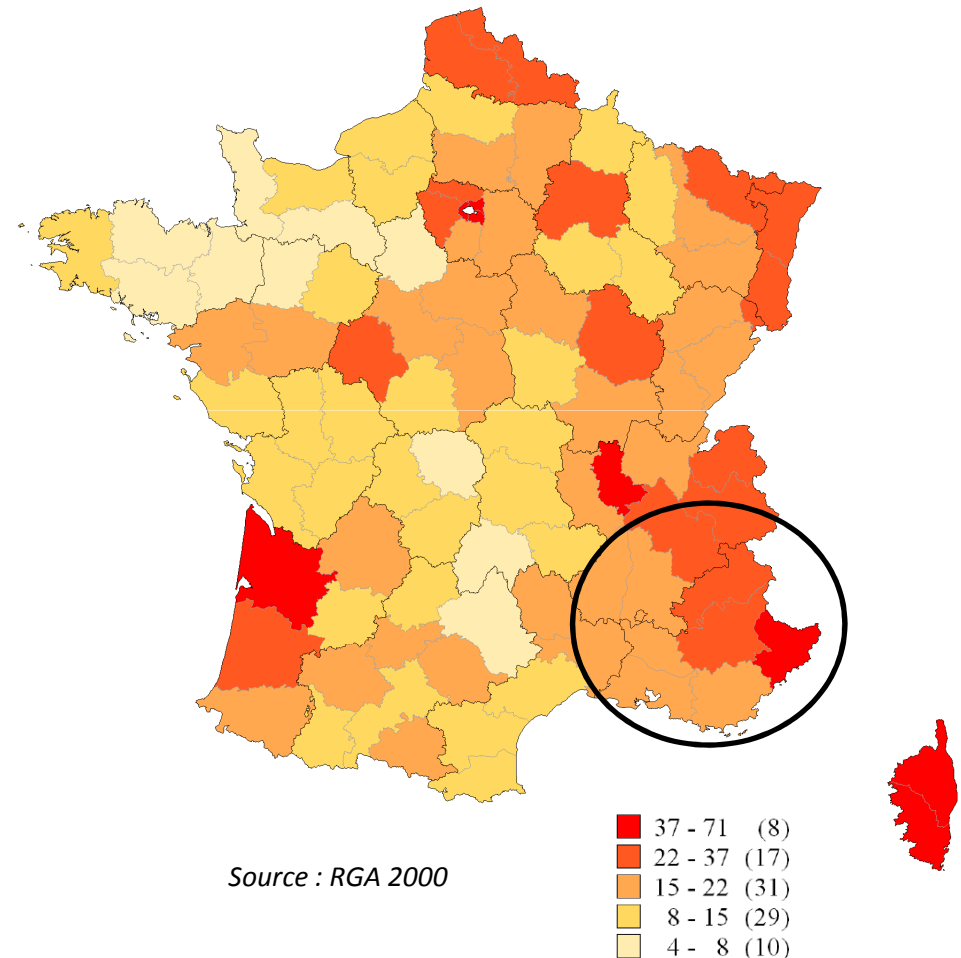 37 - 71 (8)
22 - 37 (17)
15 - 22 (31)
8 - 15 (29)
4 - 8 (10)
Source : RGA 2000